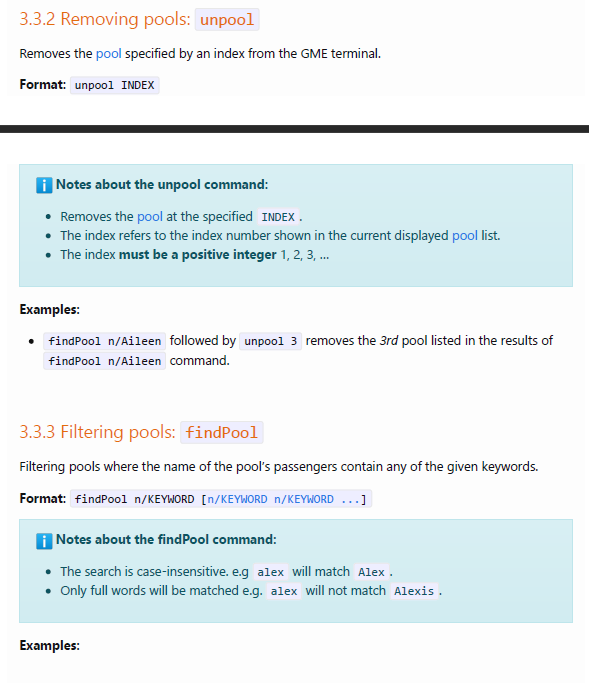 3.3.2 Removing pools: unpool
Removes the pool specified by an index from the GME terminal.
Format: unpool INDEX
Notes about the unpool command:
• Removes the pool at the specified INDEX.
• The index refers to the index number shown in the current displayed pool list.
• The index must be a positive integer 1, 2, 3, …
Examples:
• findPool n/Aileen followed by unpool 3 removes the 3rd pool listed in the results of
findPool n/Aileen command.
3.3.3 Filtering pools: findPool
Filtering pools where the name of the pool’s passengers contain any of the given keywords.
Format: findPool n/KEYWORD [n/KEYWORD n/KEYWORD ...]
Notes about the findPool command:
• The search is case-insensitive. e.g alex will match Alex.
• Only full words will be matched e.g. alex will not match Alexis.
Examples: